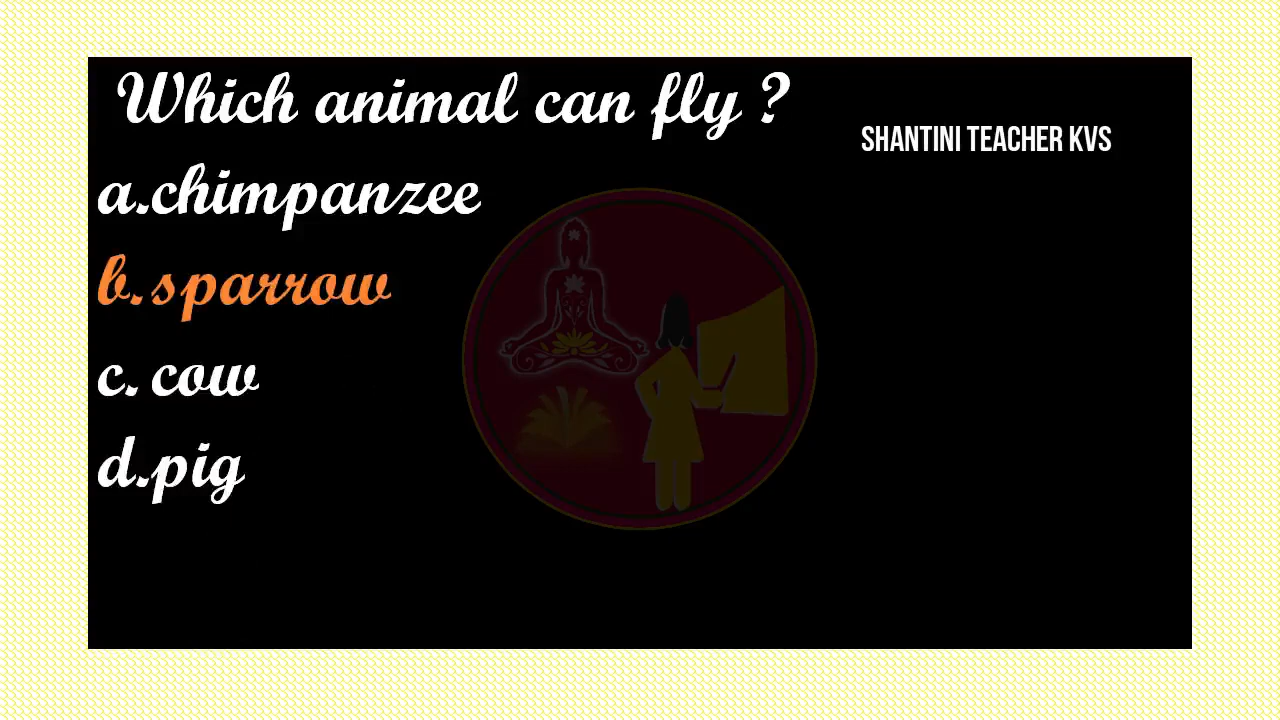 Which animal can fly ?
SHANTINI TEACHER KVS
a.chimpanzee
b.sparrow
c. cow
d.pig